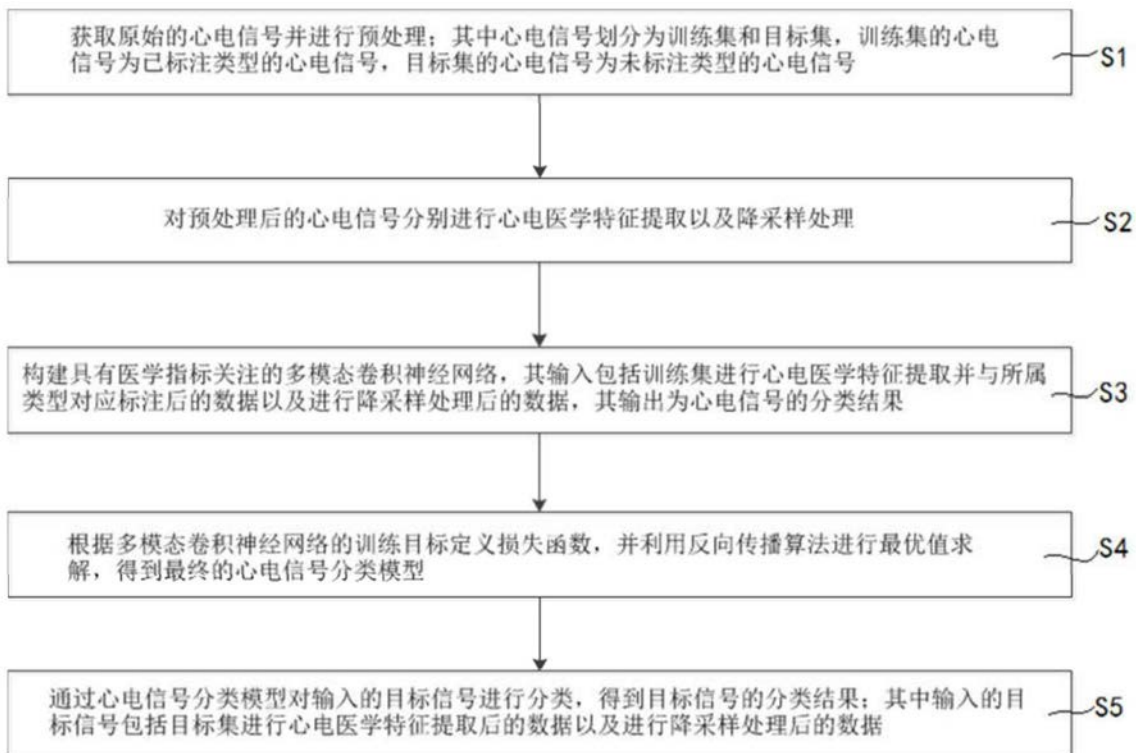 获取原始的心电信号并进行预处理；其中心电信号划分为训练集和目标集，训练集的心电
信号为已标注类型的心电信号，目标集的心电信号为未标注类型的心电信号
S1
对预处理后的心电信号分别进行心电医学特征提取以及降采样处理
S2
构建具有医学指标关注的多模态卷积神经网络，其输入包括训练集进行心电医学特征提取并与所属
类型对应标注后的数据以及进行降采样处理后的数据，其输出为心电信号的分类结果
S3
根据多模态卷积神经网络的训练目标定义损失函数，并利用反向传播算法进行最优值求
解，得到最终的心电信号分类模型
S4
通过心电信号分类模型对输入的目标信号进行分类，得到目标信号的分类结果；其中输入的目
标信号包括目标集进行心电医学特征提取后的数据以及进行降采样处理后的数据
S5